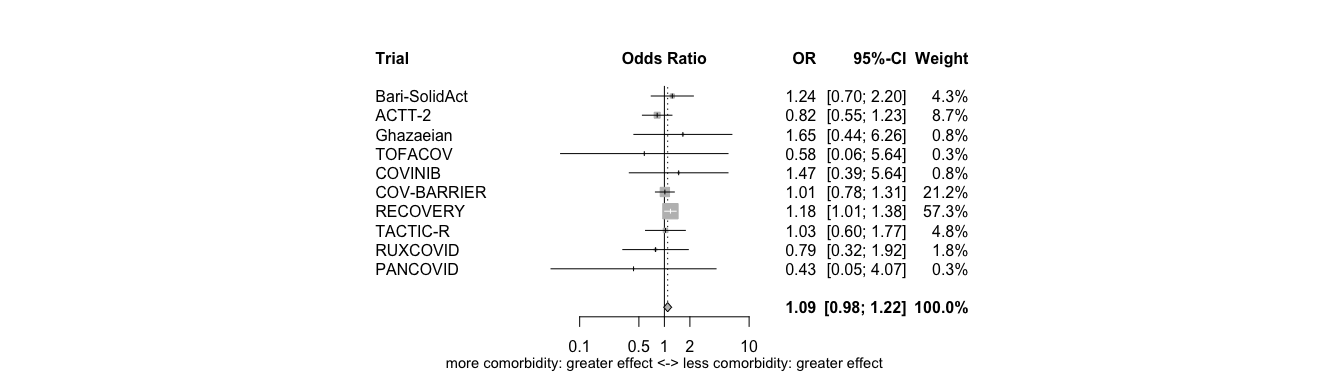 Trial Odds Ratio OR 95%-CI Weight
Bari-SolidAct 1.24 [0.70; 2.20] 4.3%
ACTT-2 0.82 [0.55; 1.23] 8.7%
Ghazaeian 1.65 [0.44; 6.26] 0.8%
TOFACOV 0.58 [0.06; 5.64] 0.3%
COVINIB 1.47 [0.39; 5.64] 0.8%
COV-BARRIER 1.01 [0.78; 1.31] 21.2%
RECOVERY 1.18 [1.01; 1.38] 57.3%
TACTIC-R 1.03 [0.60; 1.77] 4.8%
RUXCOVID 0.79 [0.32; 1.92] 1.8%
PANCOVID 0.43 [0.05; 4.07] 0.3%
1.09 [0.98; 1.22] 100.0%
0.1 0.5 1 2 10
more comorbidity: greater effect <-> less comorbidity: greater effect